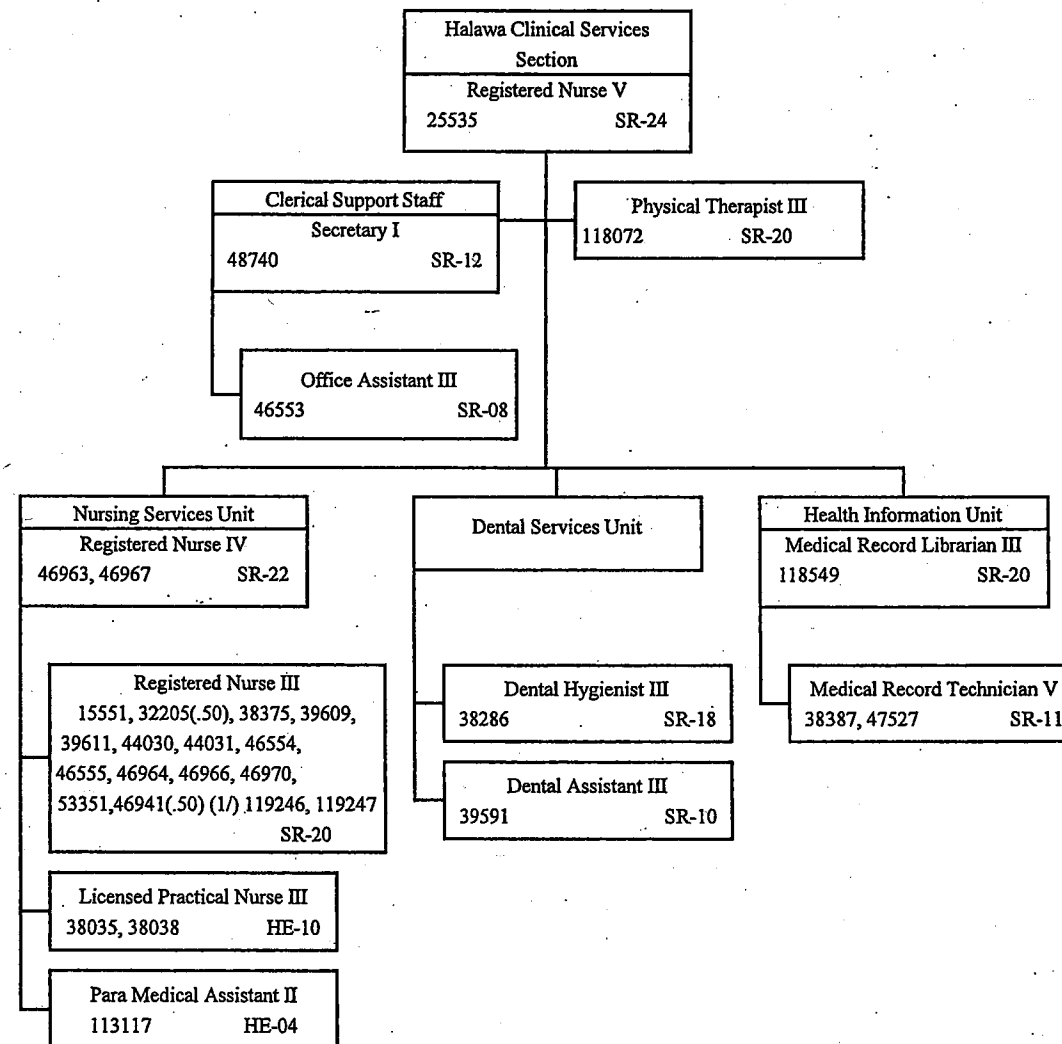 Halawa Clinical Services
Section
Registered Nurse V
25535 SR-24
Clerical Support Staff
Secretary I
48740 SR-12
Physical Therapist III
118072 SR-20
Office Assistant III
46553 SR-08
Nursing Services Unit
Registered Nurse IV
46963, 46967 SR-22
Dental Services Unit
Health Information Unit
Medical Record Librarian III
118549 SR-20
Registered Nurse III
15551, 32205(.50), 38375, 39609,
39611, 44030, 44031, 46554,
46555, 46964, 46966, 46970,
53351,46941(.50) (1/) 119246, 119247
SR-20
Dental Hygienist III
38286 SR-18
Medical Record Technician V
38387, 47527 SR-11
Dental Assistant III
39591 SR-10
Licensed Practical Nurse III
38035, 38038 HE-10
Para Medical Assistant II
113117 HE-04